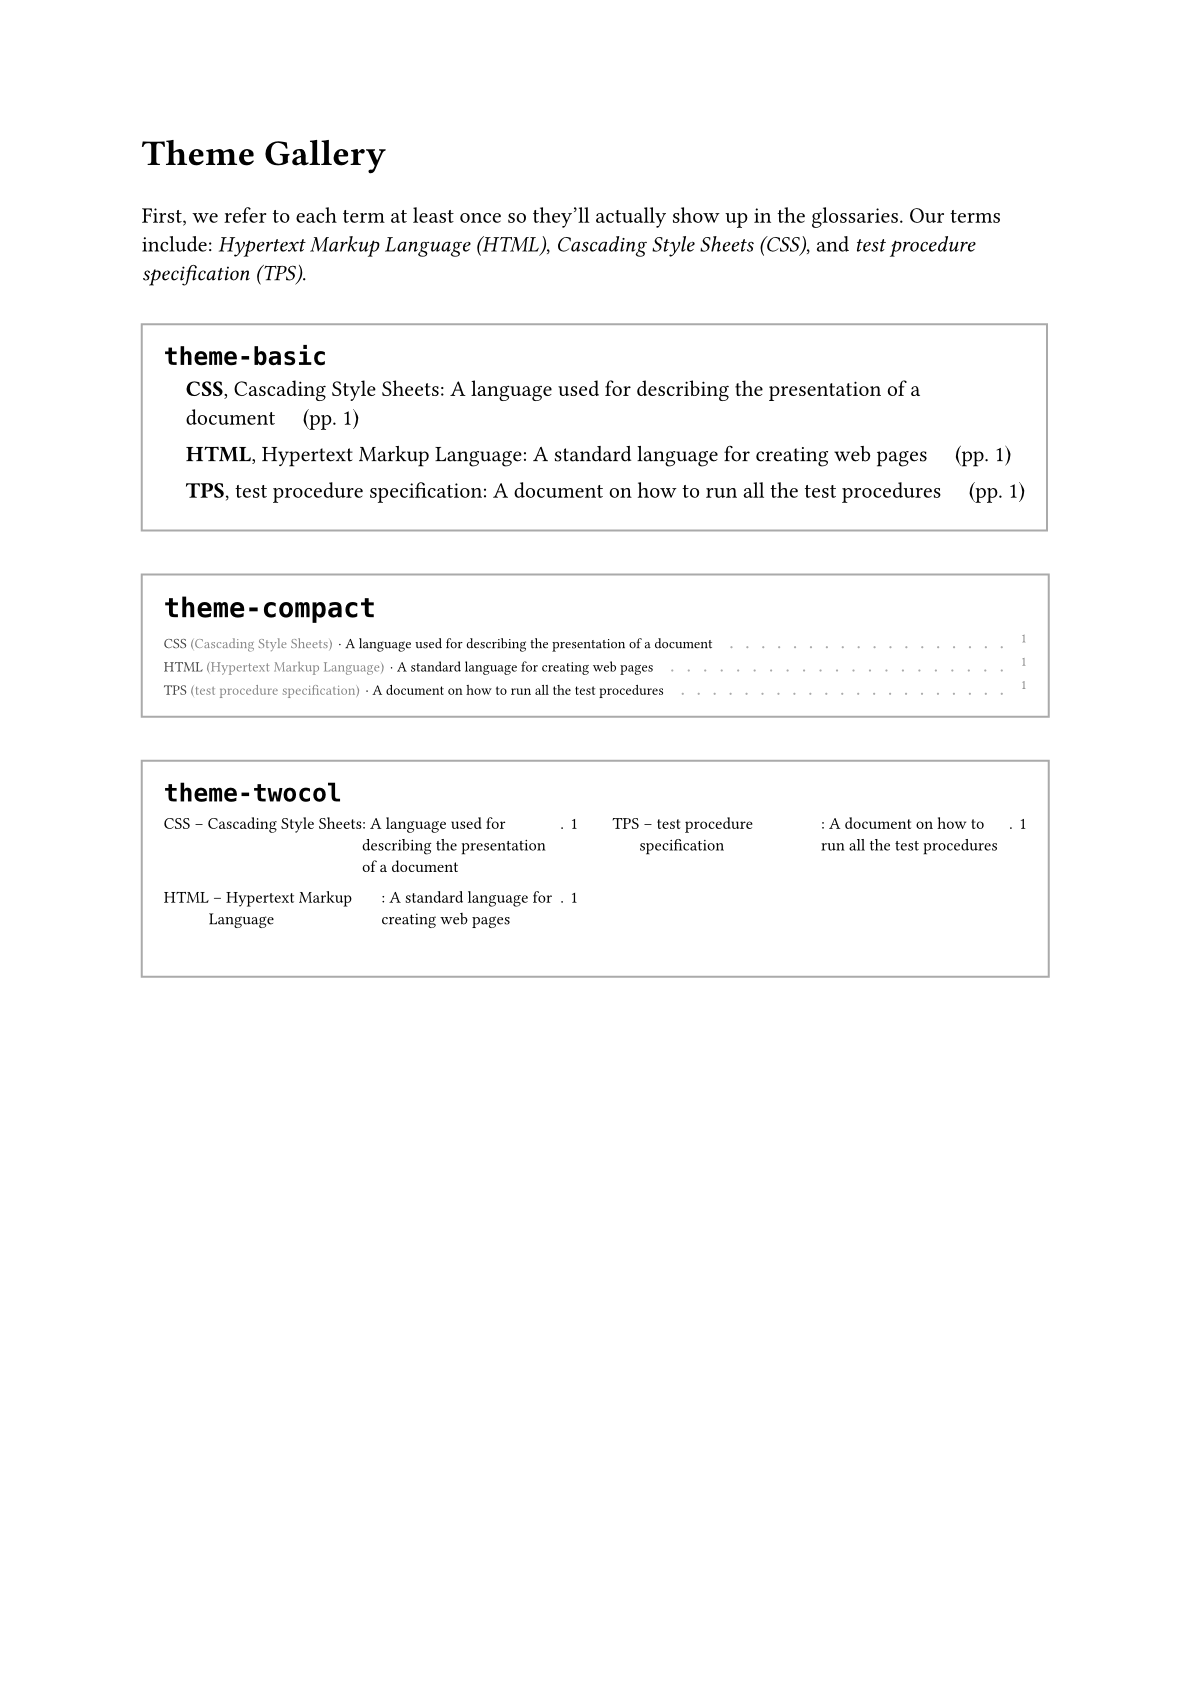 Theme Gallery
First, we refer to each term at least once so they’ll actually show up in the glossaries. Our terms
include: Hypertext Markup Language (HTML), Cascading Style Sheets (CSS), and test procedure
specification (TPS).
theme-basic
CSS, Cascading Style Sheets: A language used for describing the presentation of a
document (pp. 1)
HTML, Hypertext Markup Language: A standard language for creating web pages (pp. 1)
TPS, test procedure specification: A document on how to run all the test procedures (pp. 1)
theme-compact
CSS (Cascading Style Sheets) · A language used for describing the presentation of a document . . . . . . . . . . . . . . . . . . 1
HTML (Hypertext Markup Language) · A standard language for creating web pages . . . . . . . . . . . . . . . . . . . . . . 1
TPS (test procedure specification) · A document on how to run all the test procedures . . . . . . . . . . . . . . . . . . . . . 1
theme-twocol
CSS – Cascading Style Sheets: A language used for . 1
describing the presentation
of a document
HTML – Hypertext Markup : A standard language for . 1
Language creating web pages
TPS – test procedure : A document on how to . 1
specification run all the test procedures